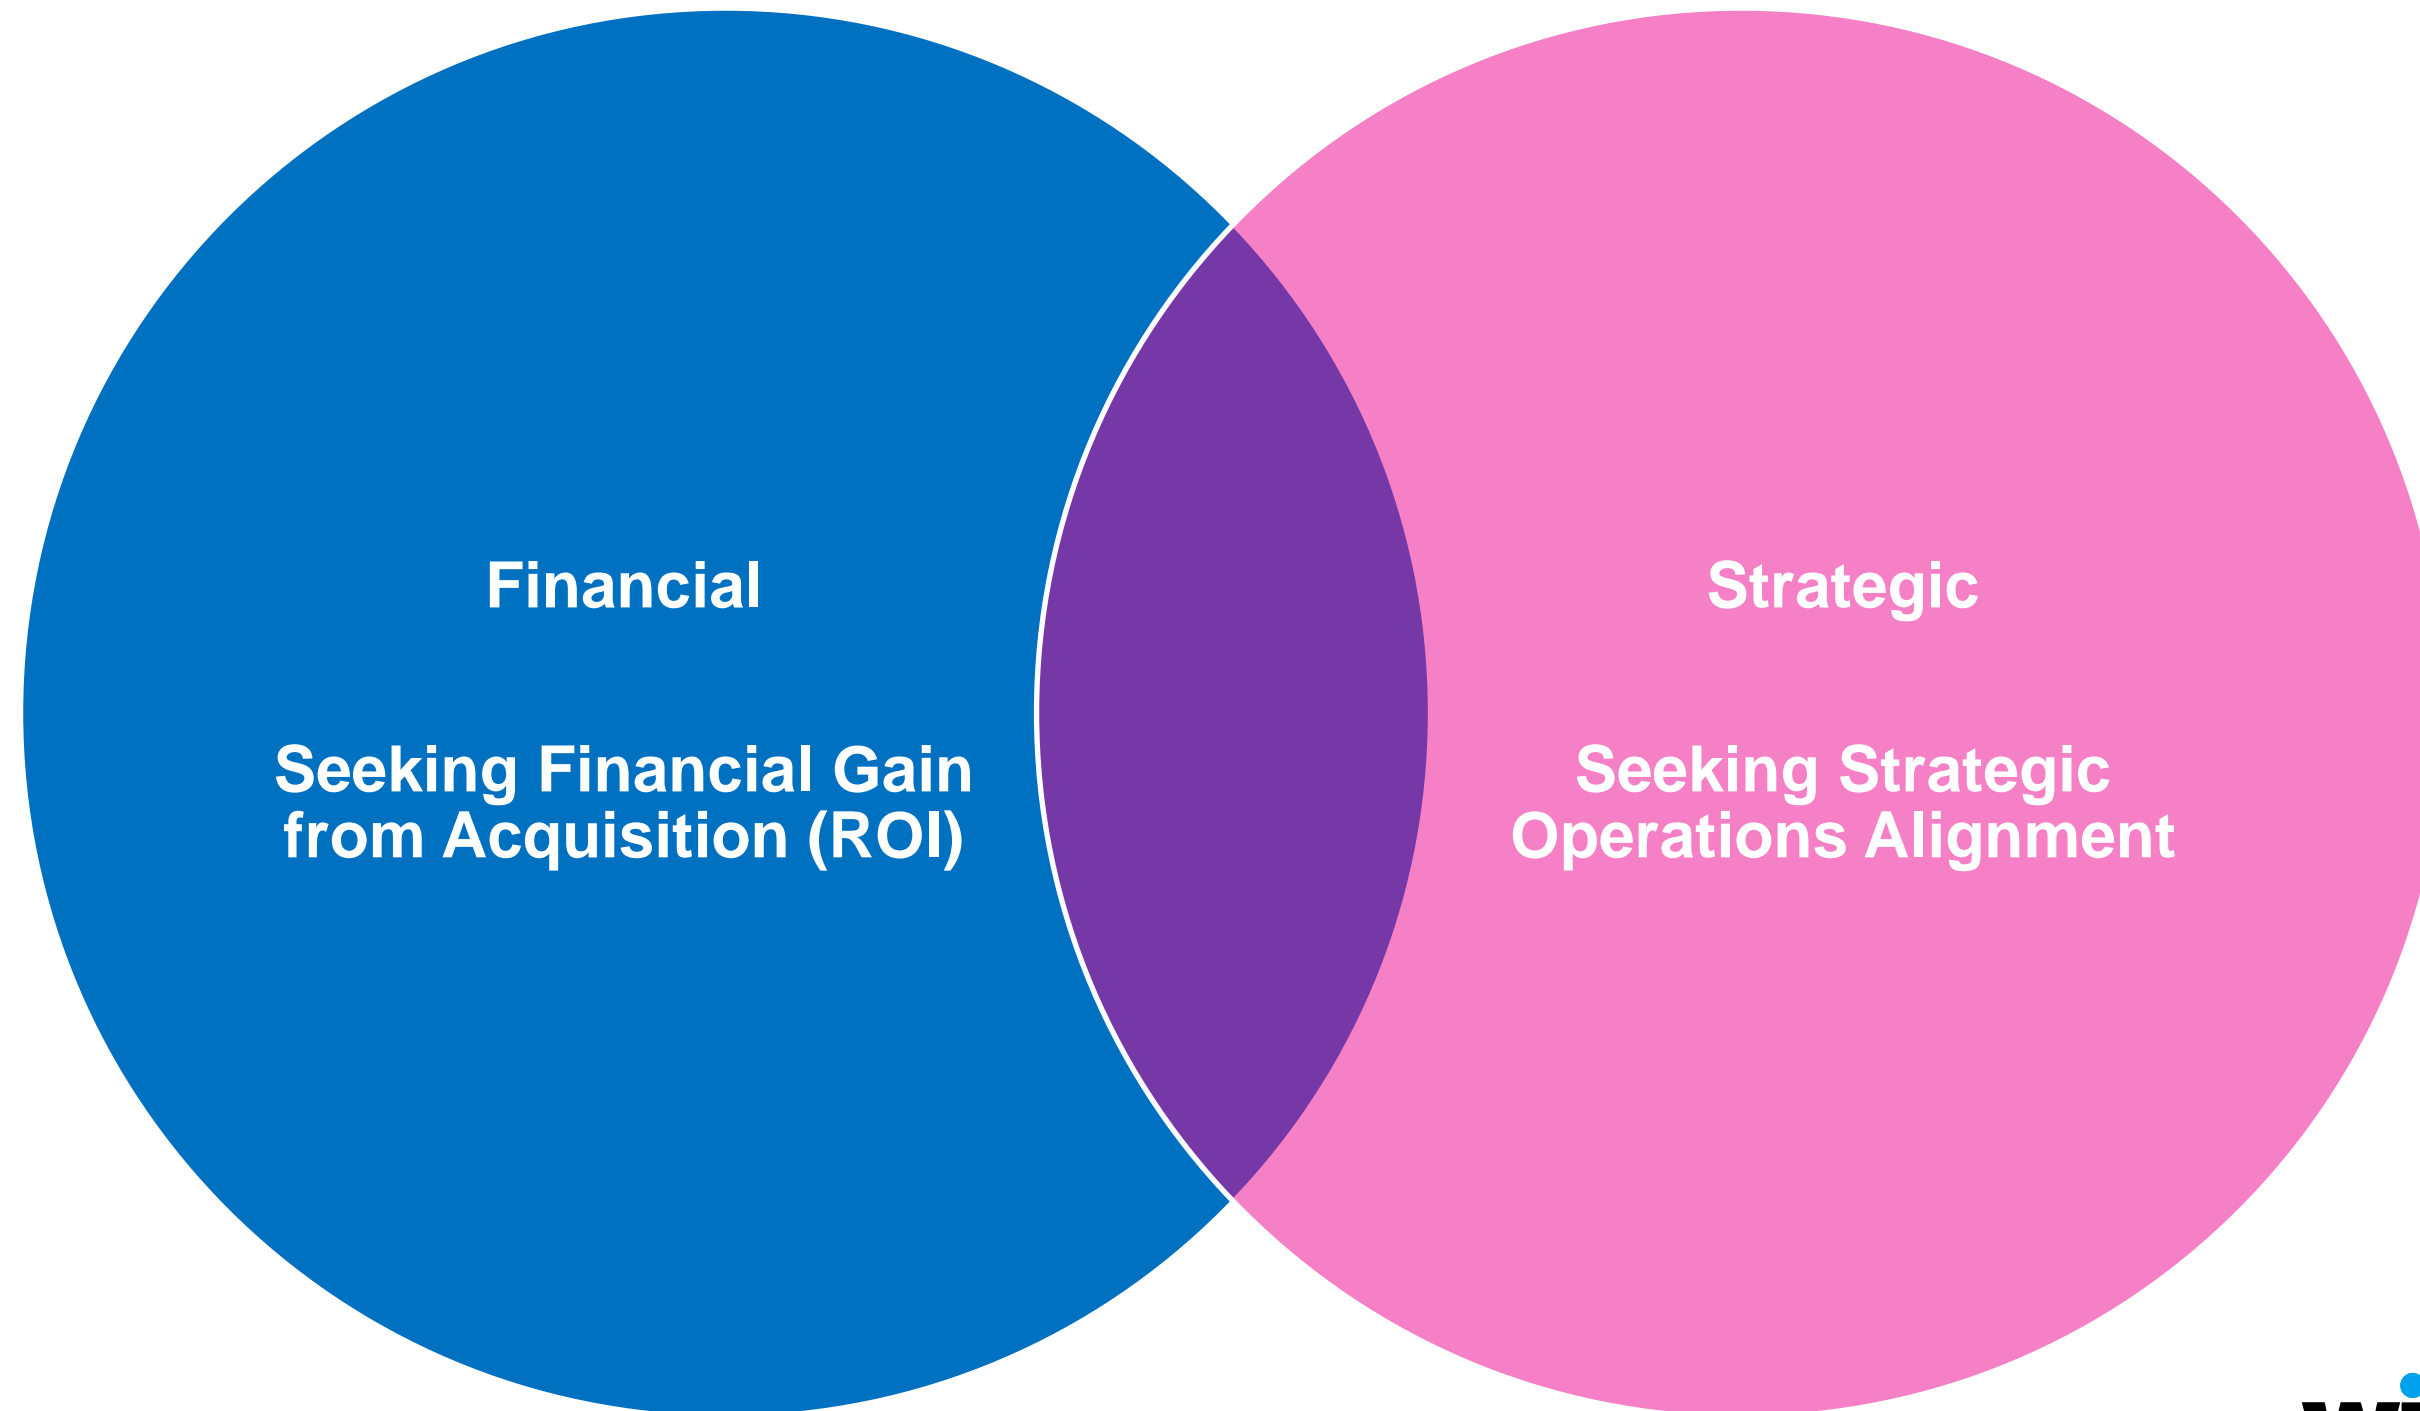 Financial
Seeking Financial Gain
from Acquisition (ROI)
Strategic
Seeking Strategic
Operations Alignment